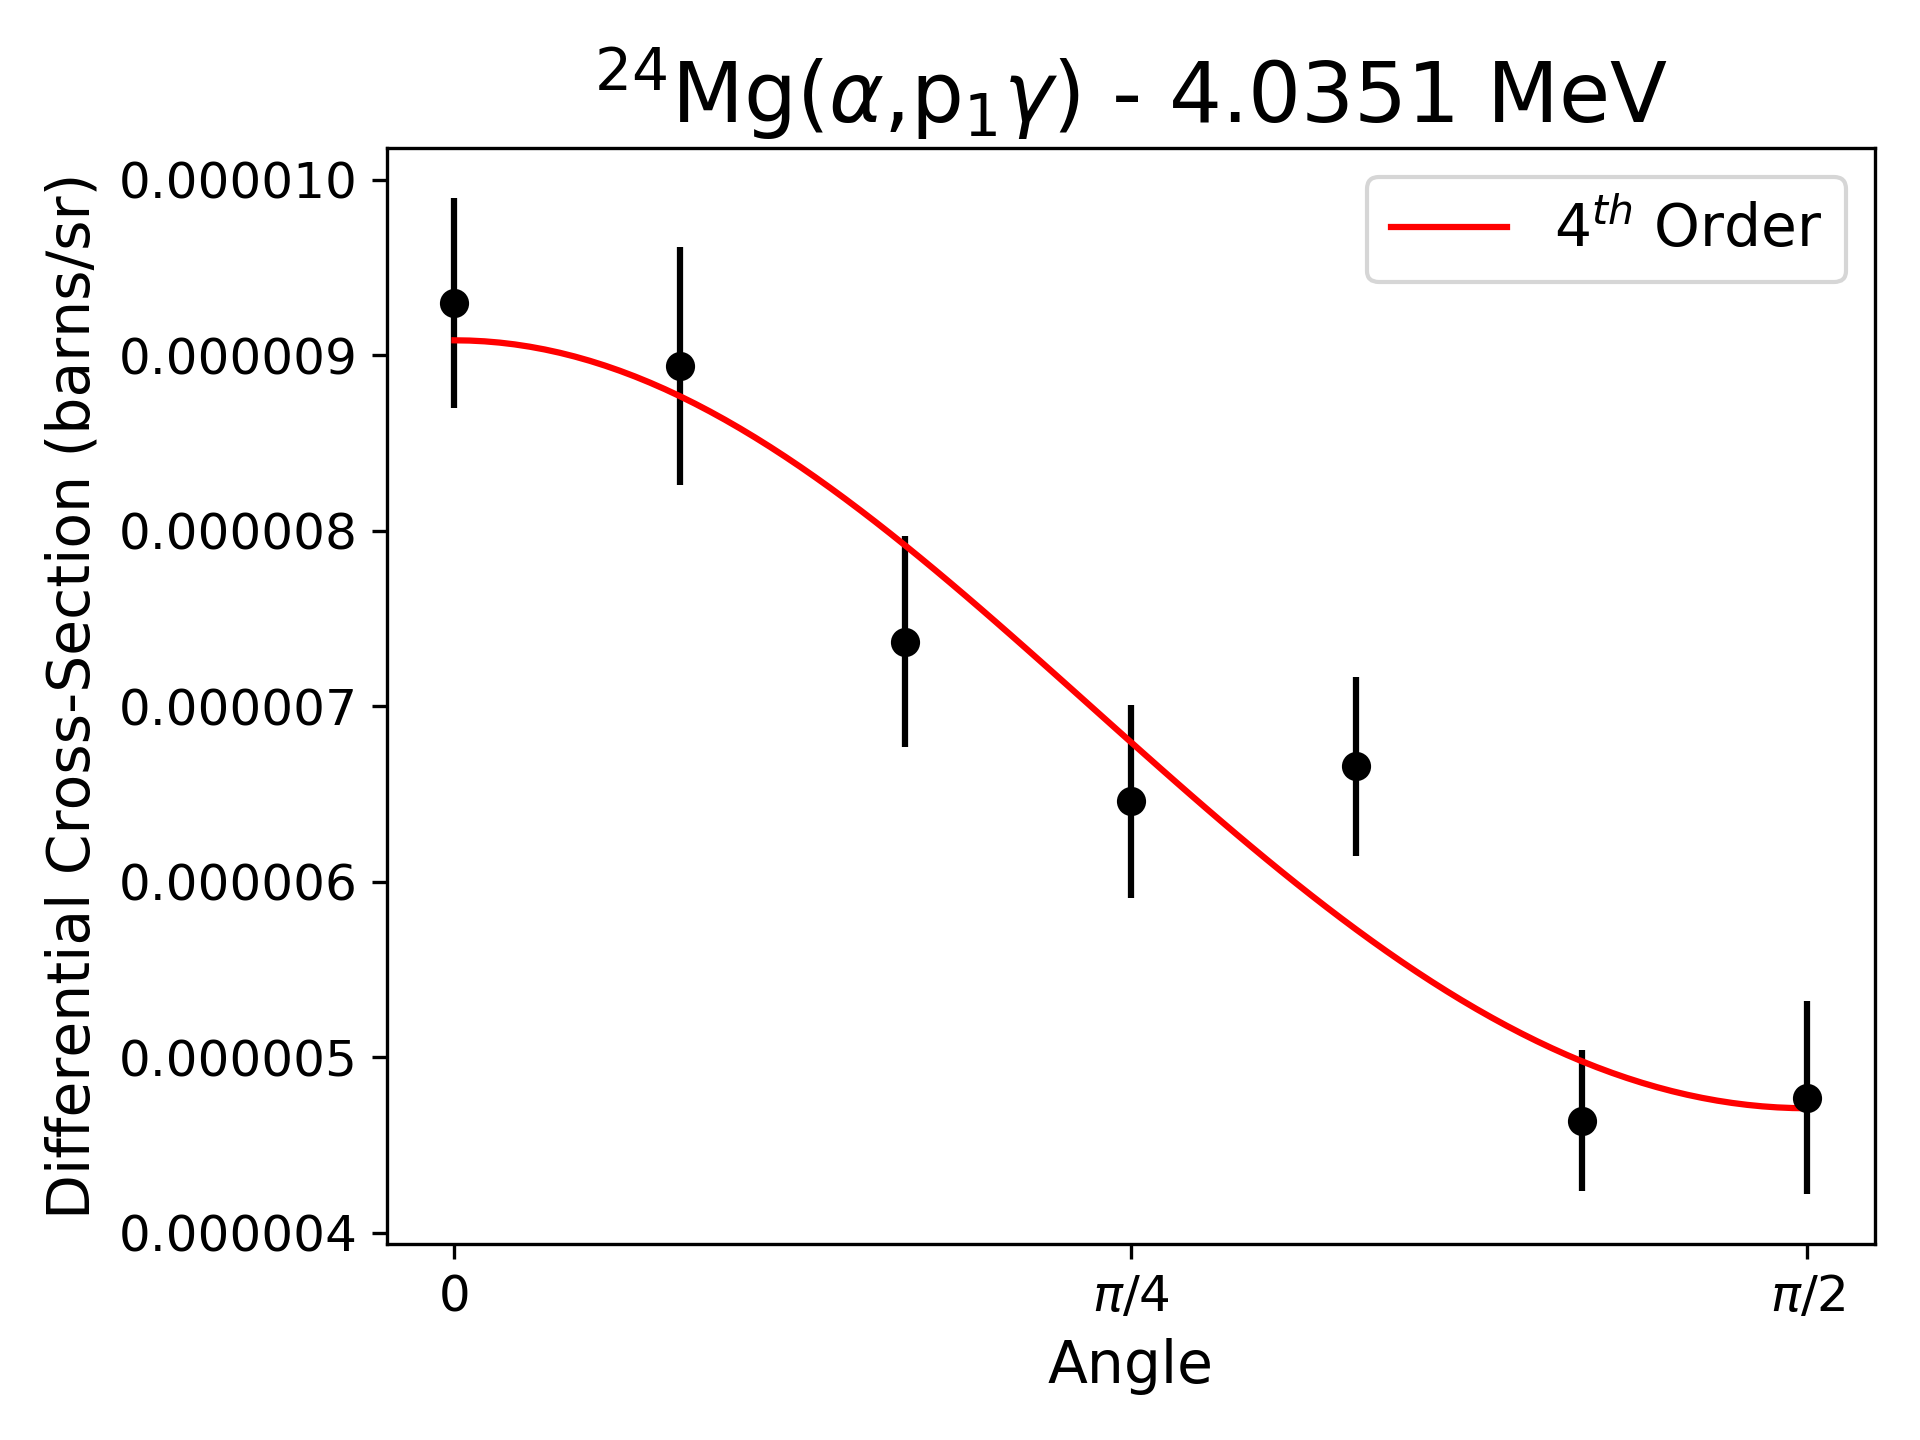 ²⁴Mg(α,p₁γ) - 4.0351 MeV
4ᵗʰ Order
Differential Cross-Section (barns/sr)
0.000010
0.000009
0.000008
0.000007
0.000006
0.000005
0.000004
0 π/4 π/2
Angle